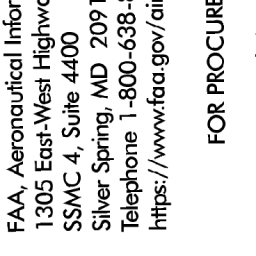 FAA, Aeronautical Infor
1305 East-West Highwa
SSMC 4, Suite 4400
Silver Spring, MD 2091
Telephone 1-800-638-
https://www.faa.gov/air
FOR PROCURE